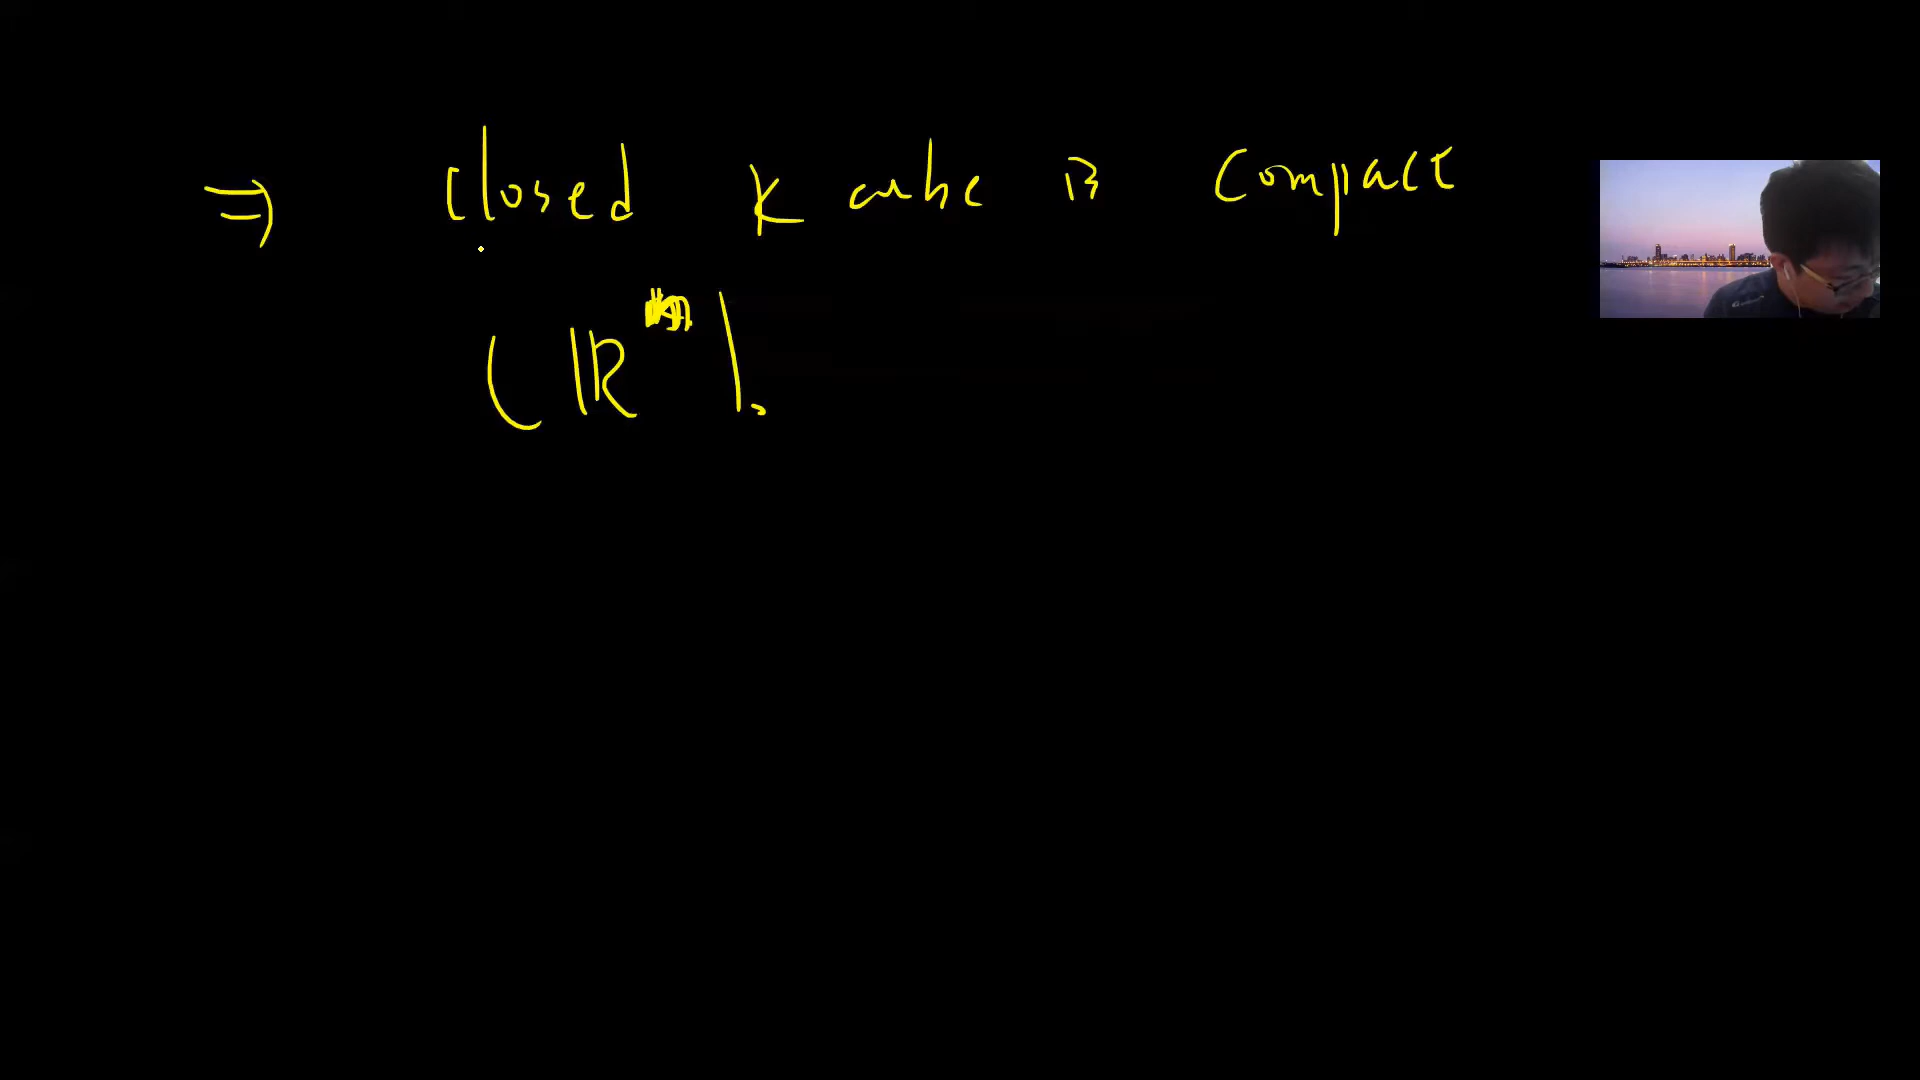 ⇒ closed K cube is compact
(ℝ ).